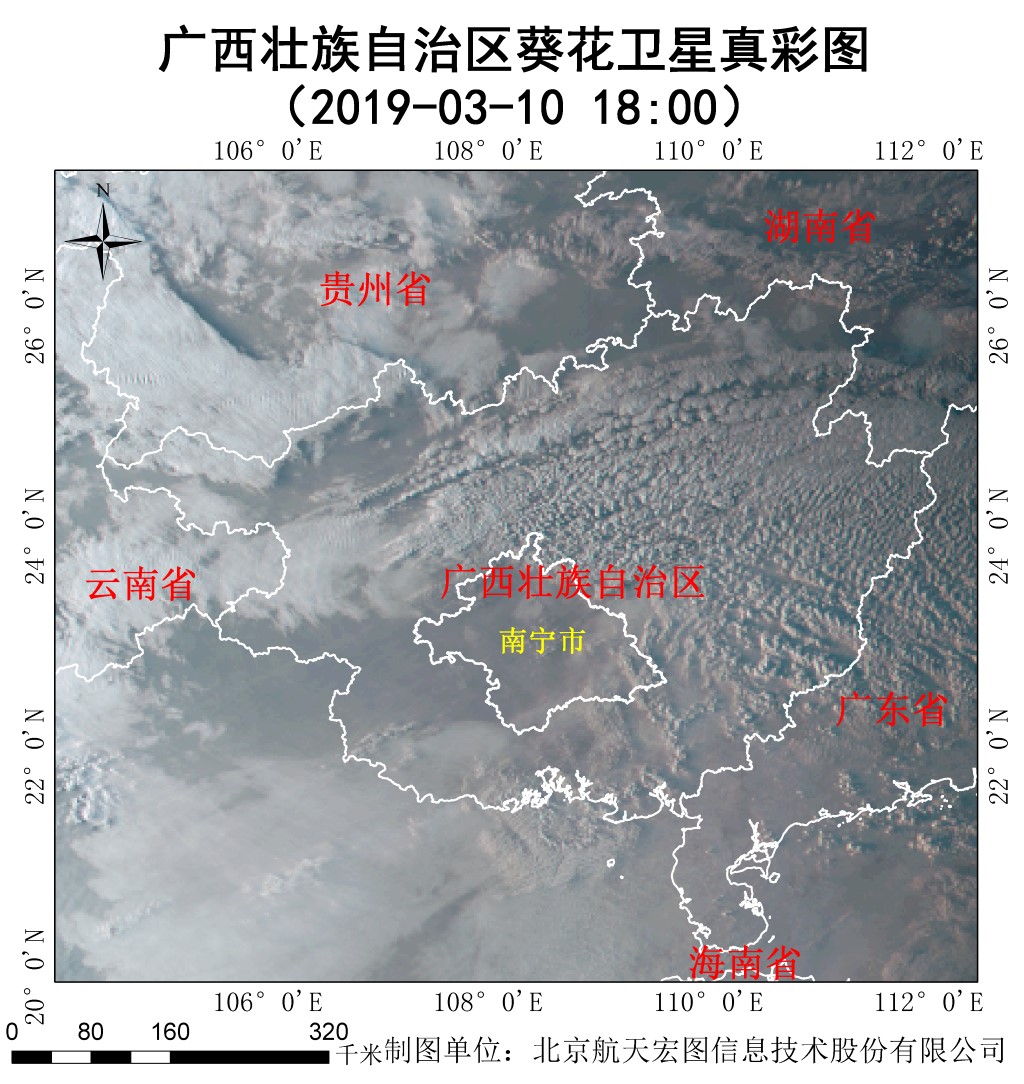 广西壮族自治区葵花卫星真彩图
（2019-03-10 18:00）
106° 0'E 108° 0'E 110° 0'E 112° 0'E
N
湖南省
贵州省
26° 0'N 26° 0'N
24° 0'N 24° 0'N
云南省
广西壮族自治区
南宁市
广东省
22° 0'N 22° 0'N
海南省
20° 0'N
106° 0'E 108° 0'E 110° 0'E 112° 0'E
0 80 160 320
千米
制图单位：北京航天宏图信息技术股份有限公司